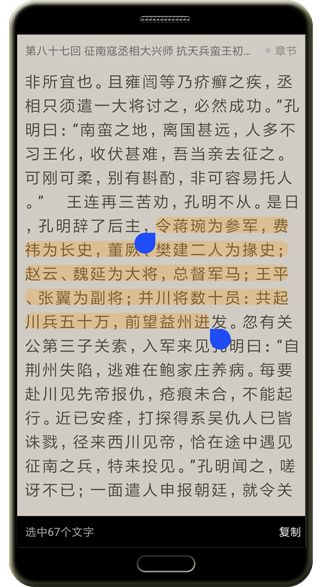 第八十七回 征南寇丞相大兴师 抗天兵蛮王初... 章节
非所宜也。且雍闿等乃疥癣之疾，丞
相只须遣一大将讨之，必然成功。”孔
明曰：“南蛮之地，离国甚远，人多不
习王化，收伏甚难，吾当亲去征之。
可刚可柔，别有斟酌，非可容易托人
。” 王连再三苦劝，孔明不从。是日
，孔明辞了后主，令蒋琬为参军，费
祎为长史，董厥、樊建二人为掾史；
赵云、魏延为大将，总督军马；王平
、张翼为副将；并川将数十员：共起
川兵五十万，前望益州进发。忽有关
公第三子关索，入军来见孔明曰：“自
荆州失陷，逃难在鲍家庄养病。每要
赴川见先帝报仇，疮痕未合，不能起
行。近已安痊，打探得系吴仇人已皆
诛戮，径来西川见帝，恰在途中遇见
征南之兵，特来投见。”孔明闻之，嗟
讶不已；一面遣人申报朝廷，就令关
选中67个文字 复制